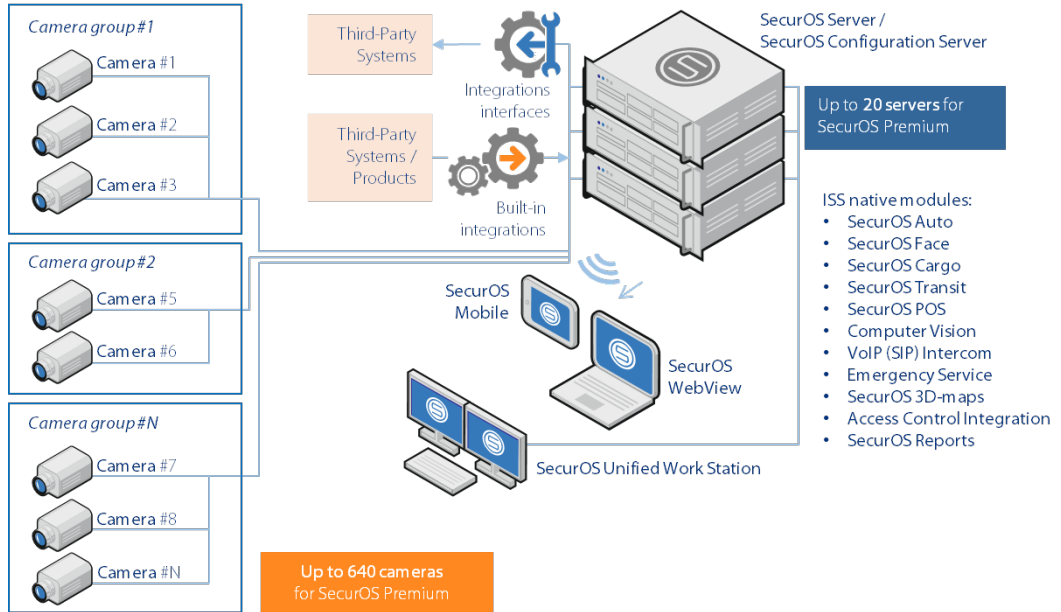 Camera group #1
Camera #1
Camera #2
Camera #3
Camera group #2
Camera #5
Camera #6
Camera group #N
Camera #7
Camera #8
Camera #N
Third-Party
Systems
Integrations
interfaces
Third-Party
Systems /
Products
Built-in
integrations
SecurOS Server /
SecurOS Configuration Server
Up to 20 servers for
SecurOS Premium
ISS native modules:
• SecurOS Auto
• SecurOS Face
• SecurOS Cargo
• SecurOS Transit
• SecurOS POS
• Computer Vision
• VoIP (SIP) Intercom
• Emergency Service
• SecurOS 3D-maps
• Access Control Integration
• SecurOS Reports
SecurOS
Mobile
SecurOS
WebView
SecurOS Unified Work Station
Up to 640 cameras
for SecurOS Premium